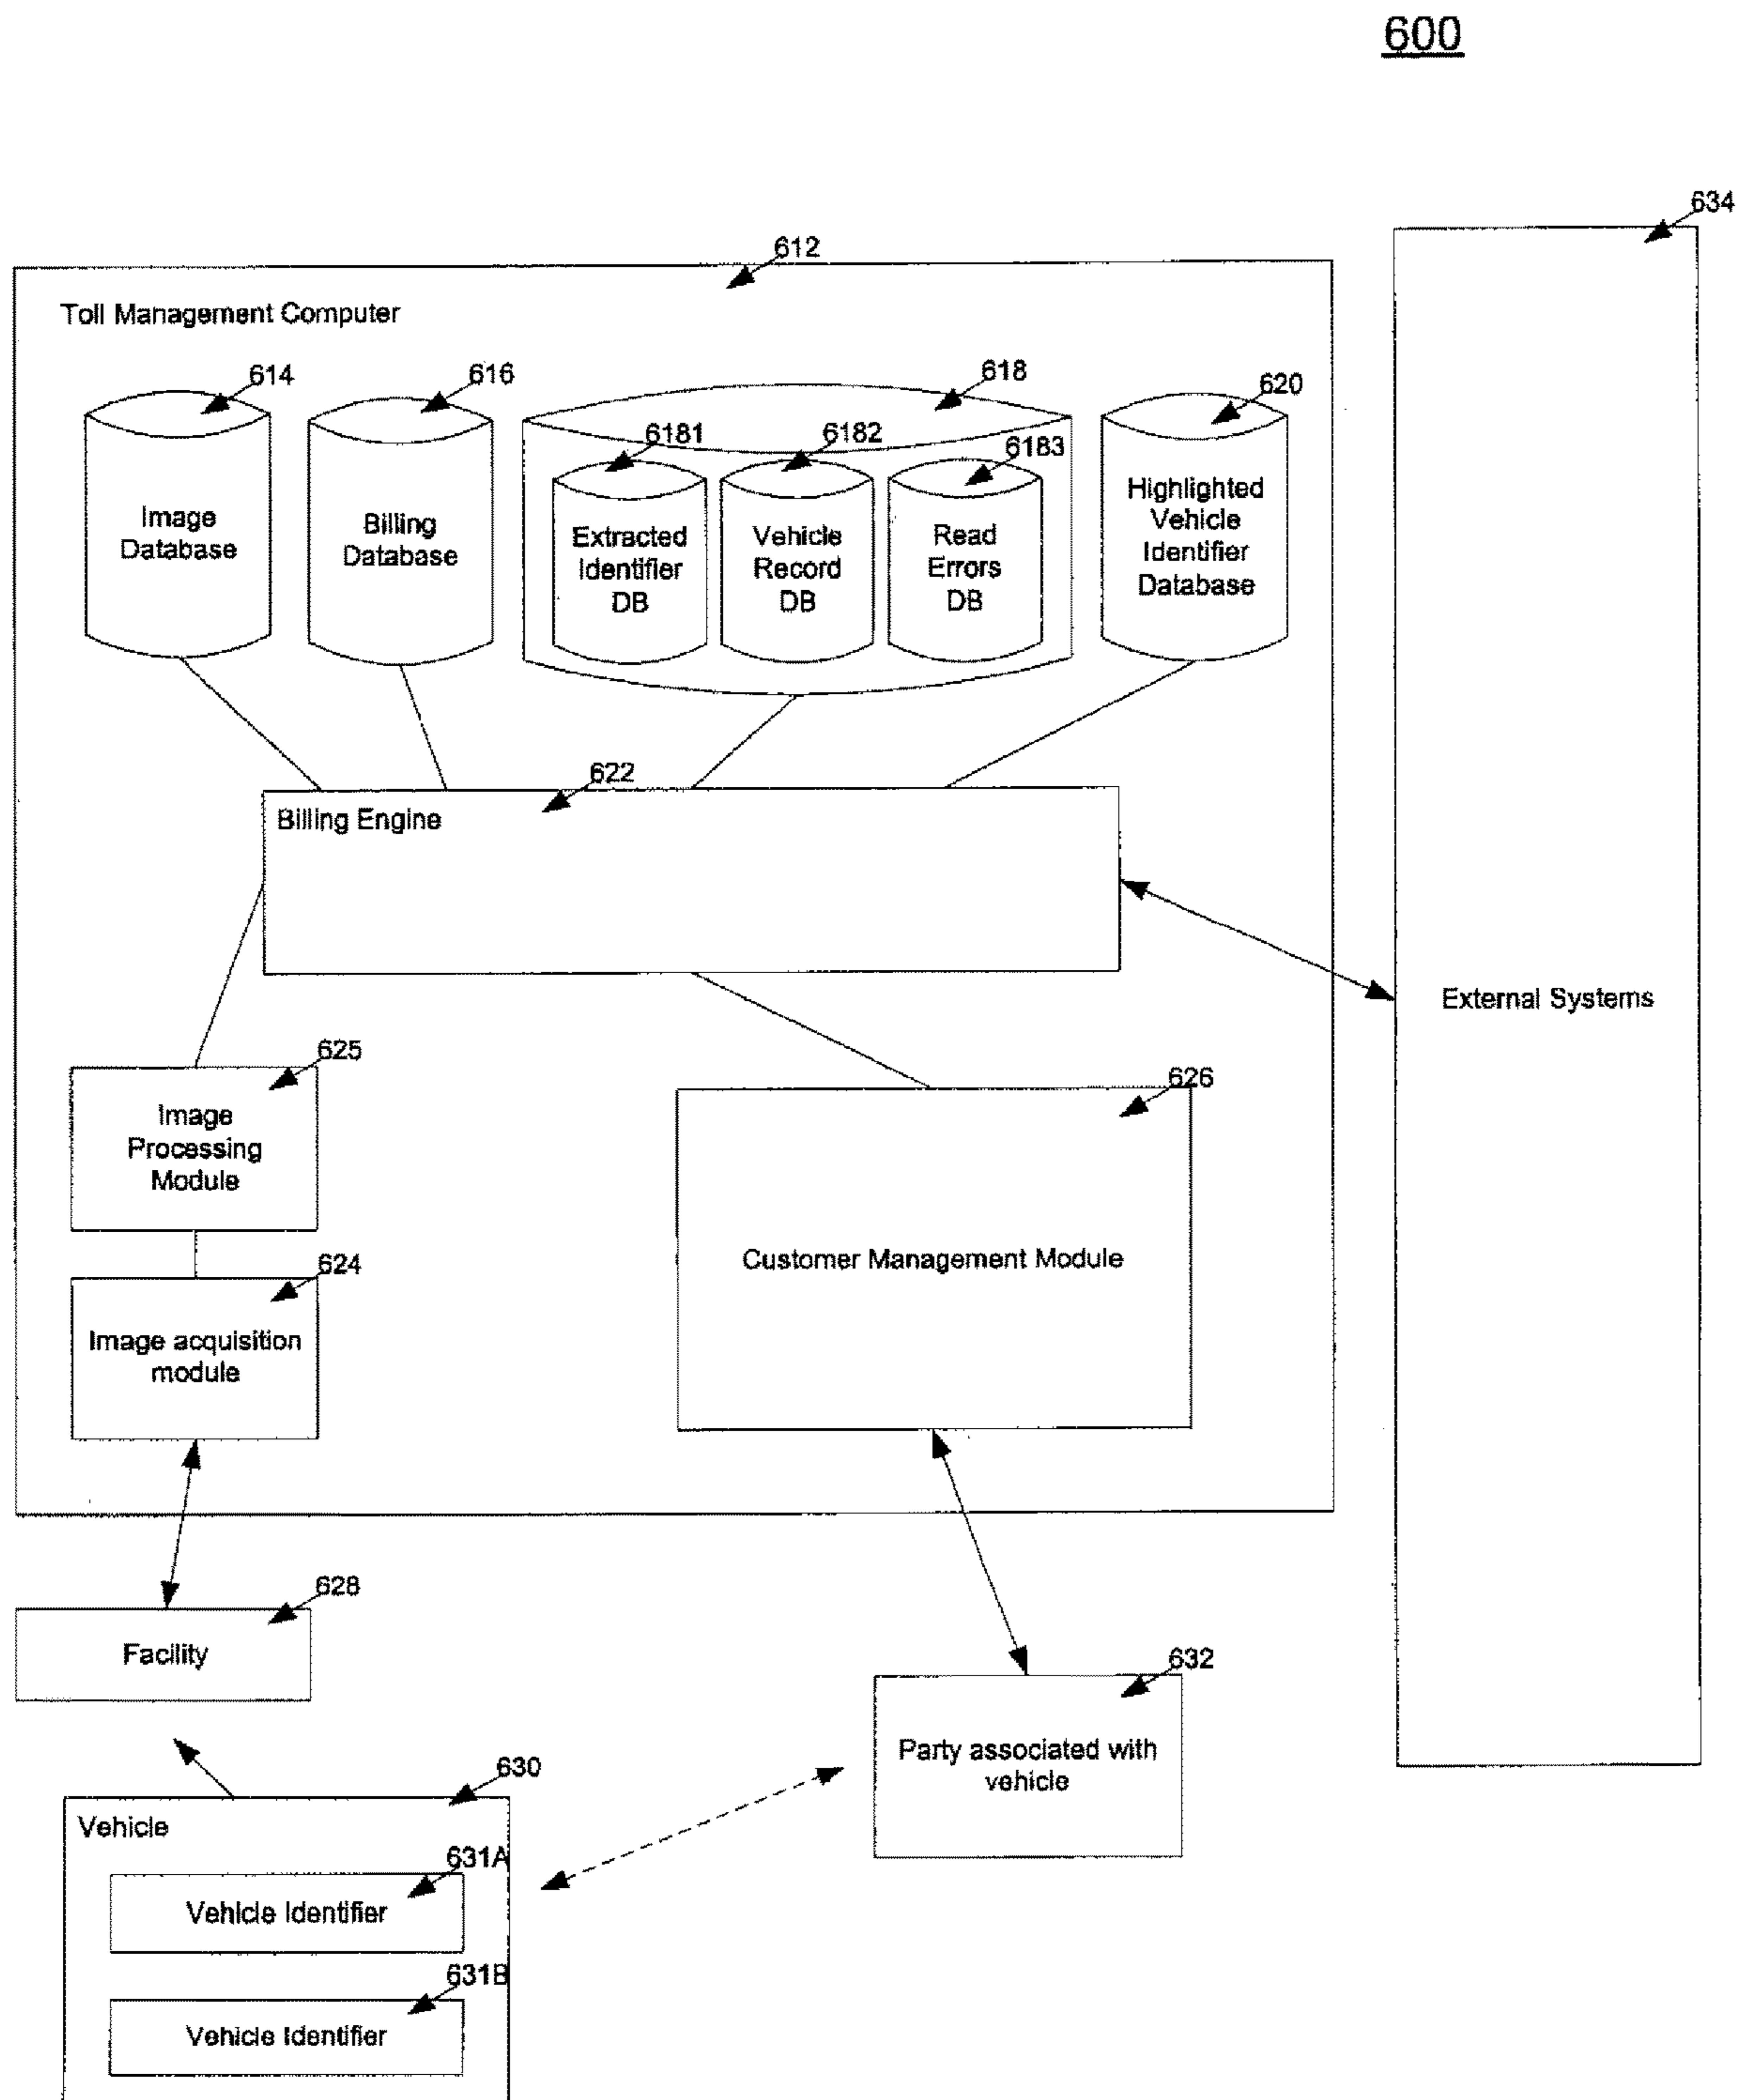 600
634
612
Toll Management Computer
614
616
618
620
6181
6182
6183
Image
Database
Billing
Database
Extracted
Identifier
DB
Vehicle
Record
DB
Read
Errors
DB
Highlighted
Vehicle
Identifier
Database
622
Billing Engine
External Systems
625
Image
Processing
Module
626
Customer Management Module
624
Image acquisition
module
628
Facility
632
Party associated with
vehicle
630
Vehicle
631A
Vehicle Identifier
631B
Vehicle Identifier